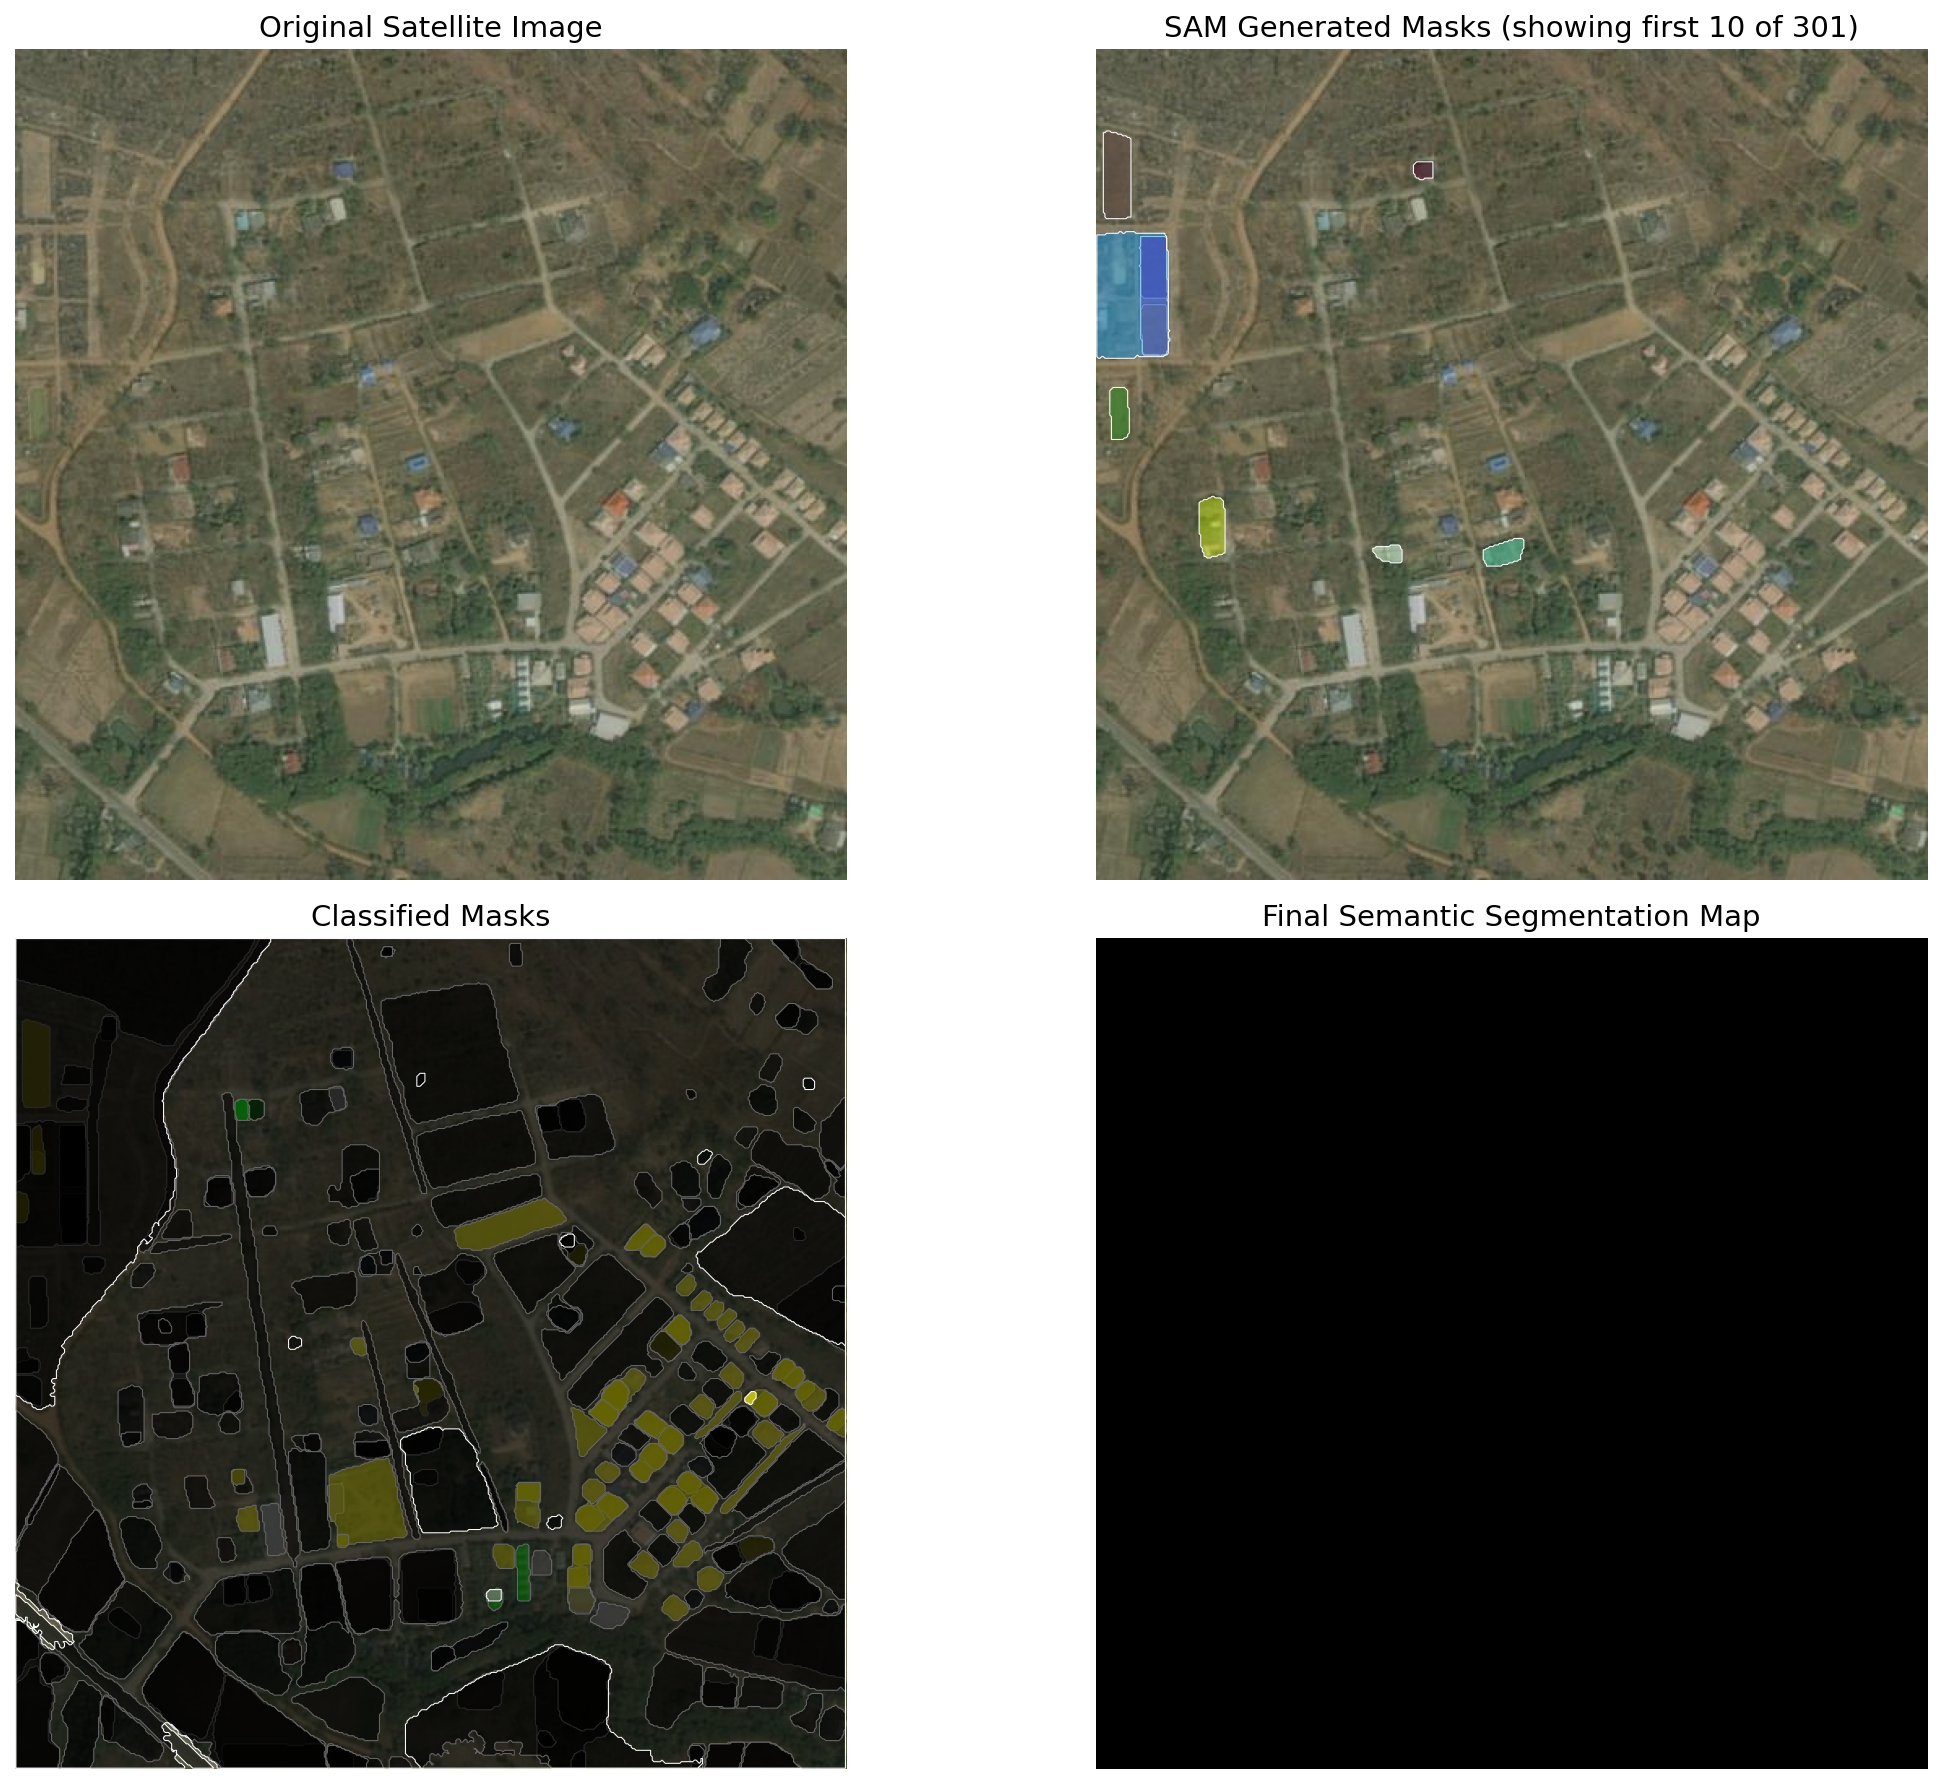 Original Satellite Image
SAM Generated Masks (showing first 10 of 301)
Classified Masks
Final Semantic Segmentation Map